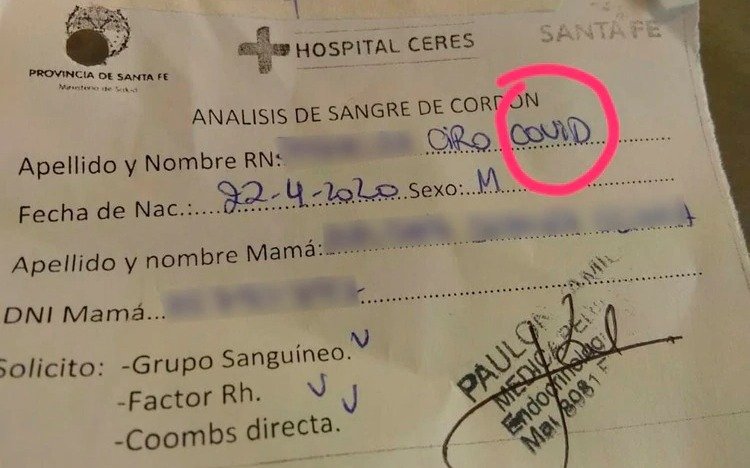 PROVINCIA DE SANTA FE
Ministerio de Salud
HOSPITAL CERES
SANTA FE
ANALISIS DE SANGRE DE CORDON
Apellido y Nombre RN: CIRO COVID
Fecha de Nac.: 22-4-2020 Sexo: M
Apellido y nombre Mamá:
DNI Mamá...
Solicito: -Grupo Sanguíneo.
-Factor Rh.
-Coombs directa.